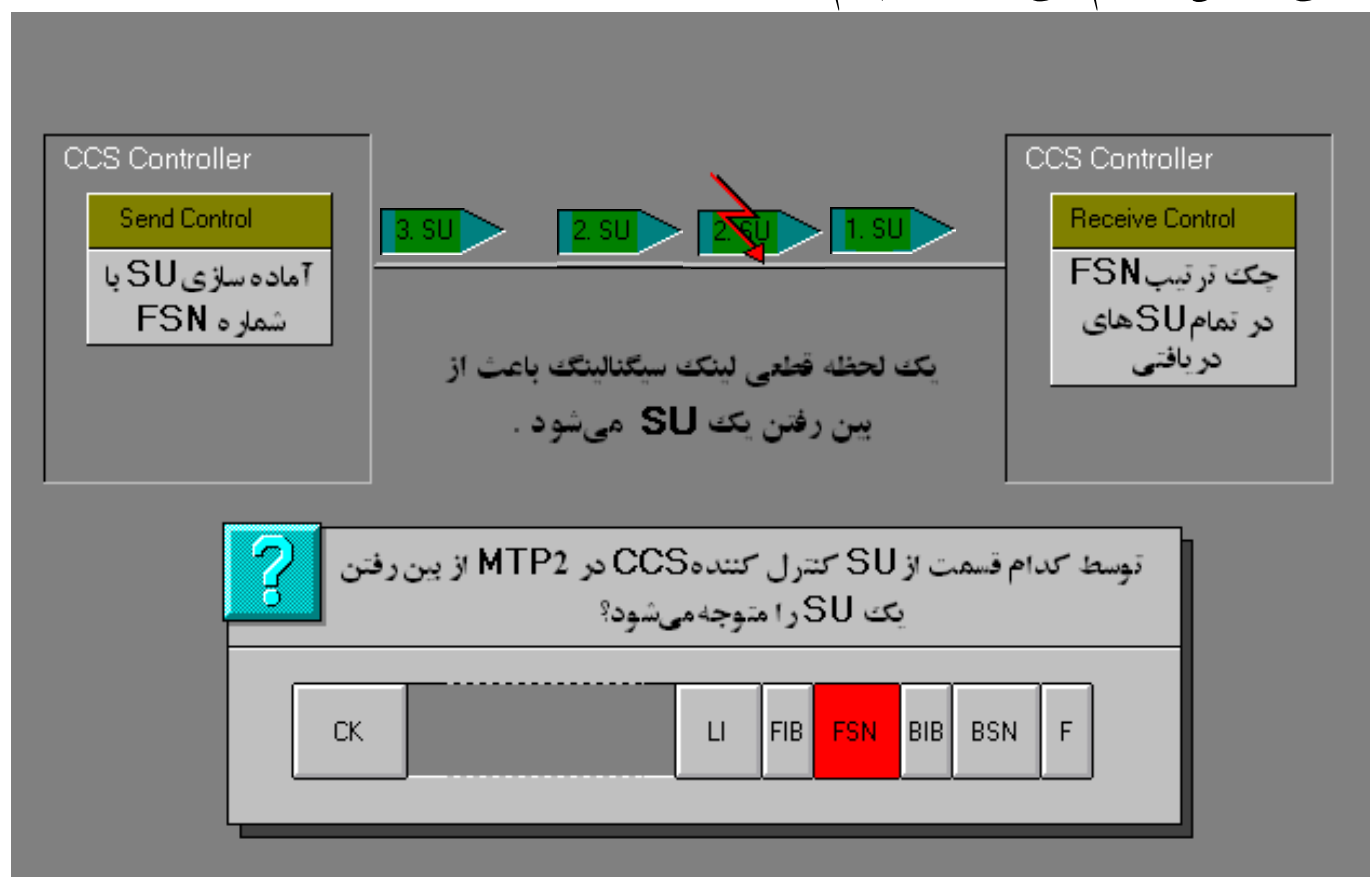 CCS Controller
Send Control
آماده سازی SU با
شماره FSN
3. SU
2. SU
2. SU
1. SU
CCS Controller
Receive Control
چک ترتیب FSN
در تمام SU های
دریافتی
یک لحظه قطعی لینک سیگنالینگ باعث از
بین رفتن یک SU می‌شود .
?
توسط کدام قسمت از SU کنترل کننده CCS در MTP2 از بین رفتن
یک SU را متوجه می‌شود؟
CK LI FIB FSN BIB BSN F